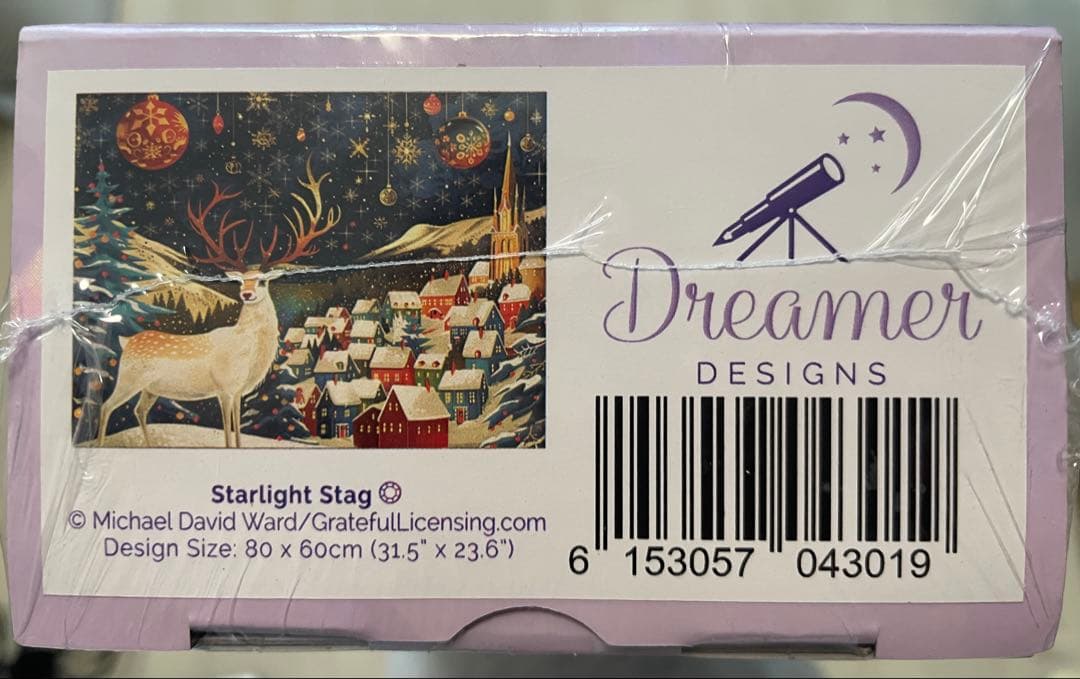 Dreamer
DESIGNS
Starlight Stag
© Michael David Ward/GratefulLicensing.com
Design Size: 80 x 60cm (31.5" x 23.6")
6 153057 043019